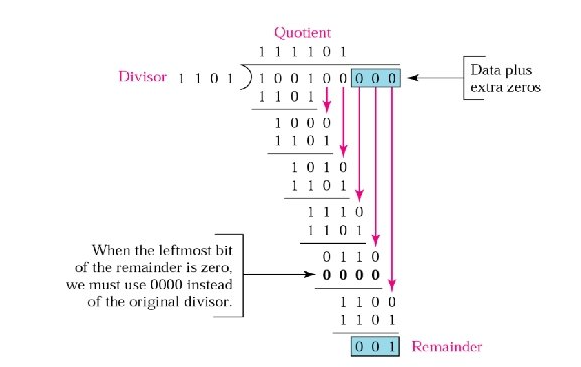 Quotient
1 1 1 1 0 1
Divisor 1 1 0 1 1 0 0 1 0 0 0 0 0
Data plus
extra zeros
1 1 0 1
1 0 0 0
1 1 0 1
1 0 1 0
1 1 0 1
1 1 1 0
1 1 0 1
When the leftmost bit
of the remainder is zero,
we must use 0000 instead
of the original divisor.
0 1 1 0
0 0 0 0
1 1 0 0
1 1 0 1
0 0 1 Remainder